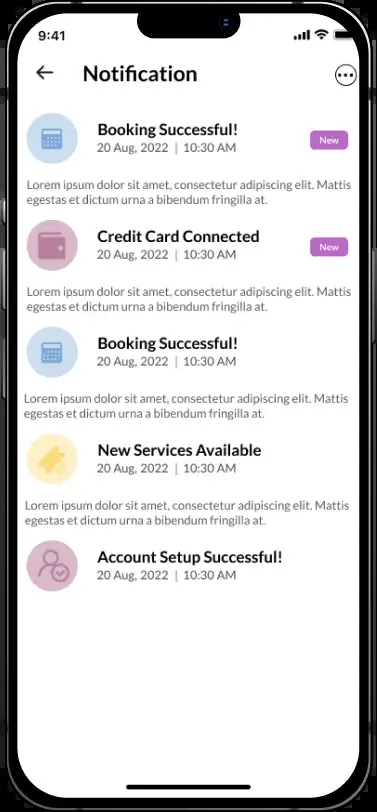 9:41
Notification
Booking Successful!
20 Aug, 2022 | 10:30 AM
New
Lorem ipsum dolor sit amet, consectetur adipiscing elit. Mattis
egestas et dictum urna a bibendum fringilla at.
Credit Card Connected
20 Aug, 2022 | 10:30 AM
New
Lorem ipsum dolor sit amet, consectetur adipiscing elit. Mattis
egestas et dictum urna a bibendum fringilla at.
Booking Successful!
20 Aug, 2022 | 10:30 AM
Lorem ipsum dolor sit amet, consectetur adipiscing elit. Mattis
egestas et dictum urna a bibendum fringilla at.
New Services Available
20 Aug, 2022 | 10:30 AM
Lorem ipsum dolor sit amet, consectetur adipiscing elit. Mattis
egestas et dictum urna a bibendum fringilla at.
Account Setup Successful!
20 Aug, 2022 | 10:30 AM